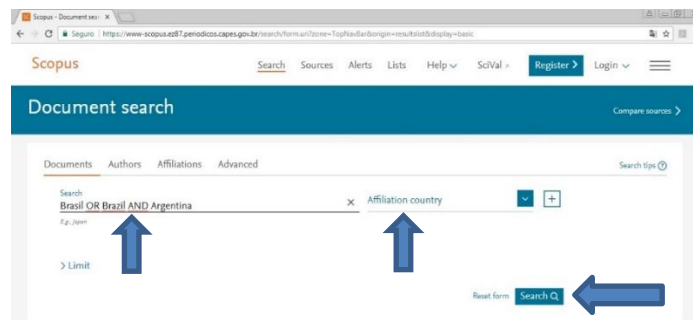 Scopus - Document sear
Seguro https://www-scopus.ez87.periodicos.capes.gov.br/search/form.uri?zone=TopNavBar&origin=resultslist&display=basic
Scopus Search Sources Alerts Lists Help SciVal Register > Login
Document search Compare sources >
Documents Authors Affiliations Advanced Search tips
Search
Brasil OR Brazil AND Argentina × Affiliation country +
E.g., Japan
> Limit
Reset form Search